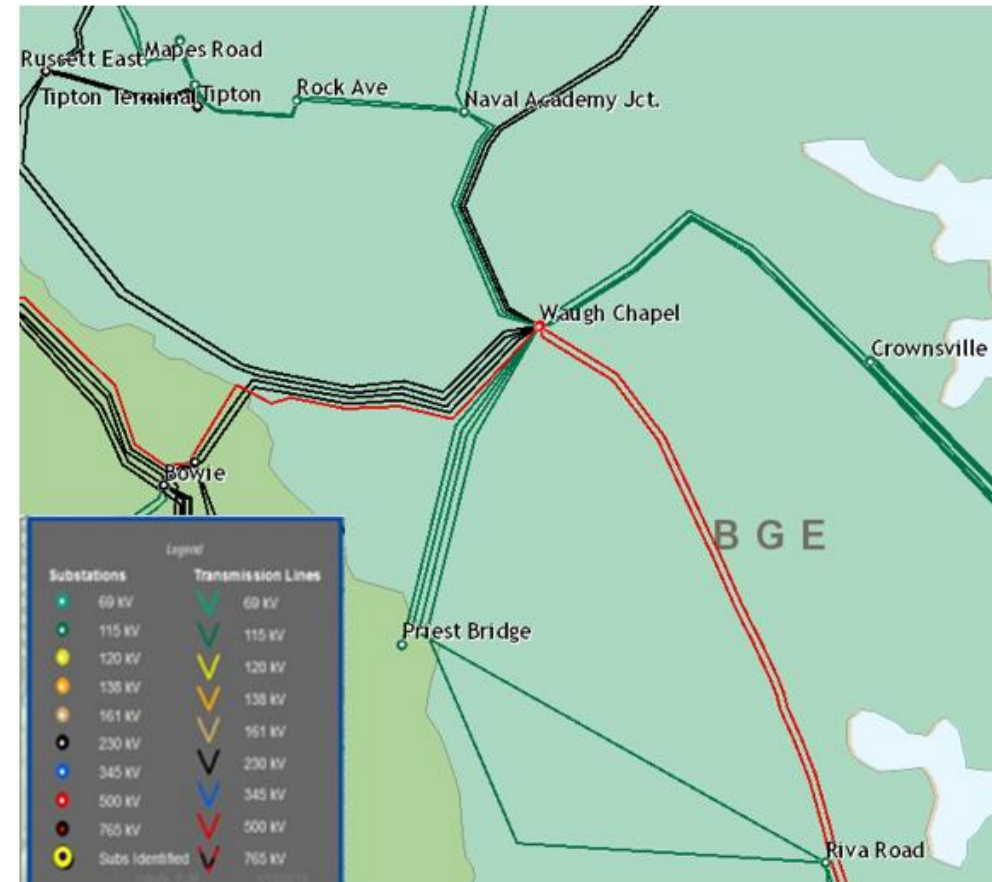 Mapes Road
Russett East
Tipton Terminal
Tipton
Rock Ave
Naval Academy Jct.
Waugh Chapel
Crownsville
Bowie
B G E
Priest Bridge
Riva Road
Legend
Substations
Transmission Lines
69 kV
69 kV
115 kV
115 kV
120 kV
120 kV
138 kV
138 kV
161 kV
161 kV
230 kV
230 kV
345 kV
345 kV
500 kV
500 kV
765 kV
765 kV
Subs Identified